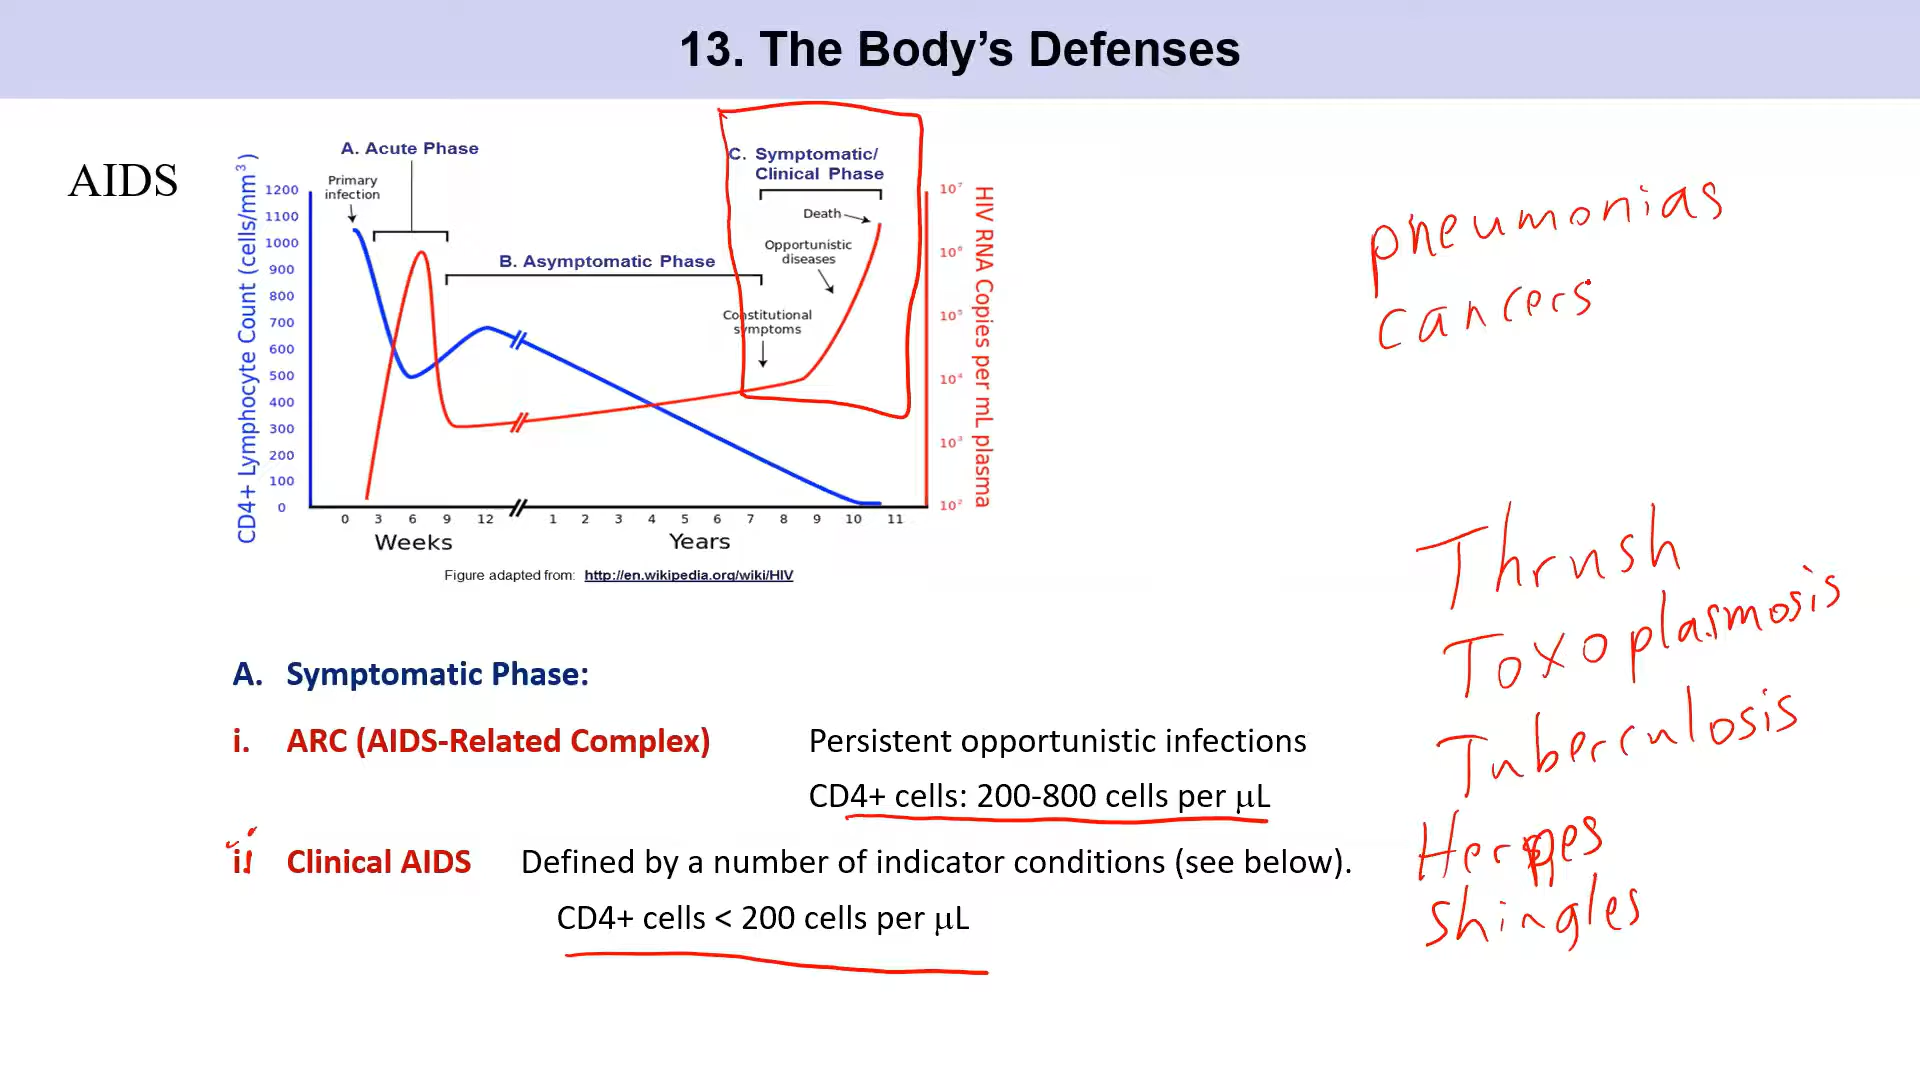 13. The Body's Defenses
AIDS
A. Acute Phase
Primary
infection
B. Asymptomatic Phase
C. Symptomatic/
Clinical Phase
Death
Opportunistic
diseases
Constitutional
symptoms
CD4+ Lymphocyte Count (cells/mm³)
1200
1100
1000
900
800
700
600
500
400
300
200
100
0
HIV RNA Copies per mL plasma
10⁷
10⁶
10⁵
10⁴
10³
10²
0 3 6 9 12 1 2 3 4 5 6 7 8 9 10 11
Weeks Years
Figure adapted from: http://en.wikipedia.org/wiki/HIV
pneumonias
cancers
Thrush
Toxoplasmosis
Tuberculosis
Herpes
Shingles
A. Symptomatic Phase:
i. ARC (AIDS-Related Complex) Persistent opportunistic infections
CD4+ cells: 200-800 cells per μL
ii. Clinical AIDS Defined by a number of indicator conditions (see below).
CD4+ cells < 200 cells per μL